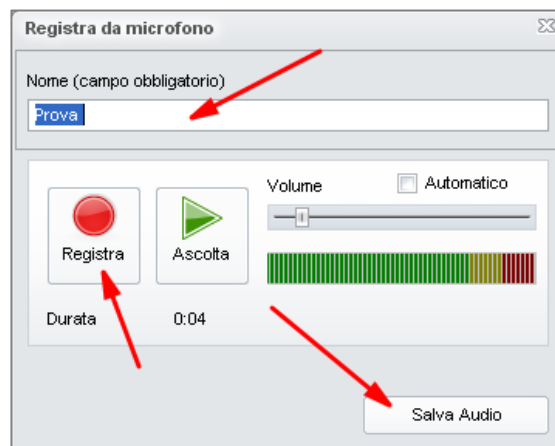 Registra da microfono
Nome (campo obbligatorio)
Prova
Volume
Automatico
Registra
Ascolta
Durata
0:04
Salva Audio